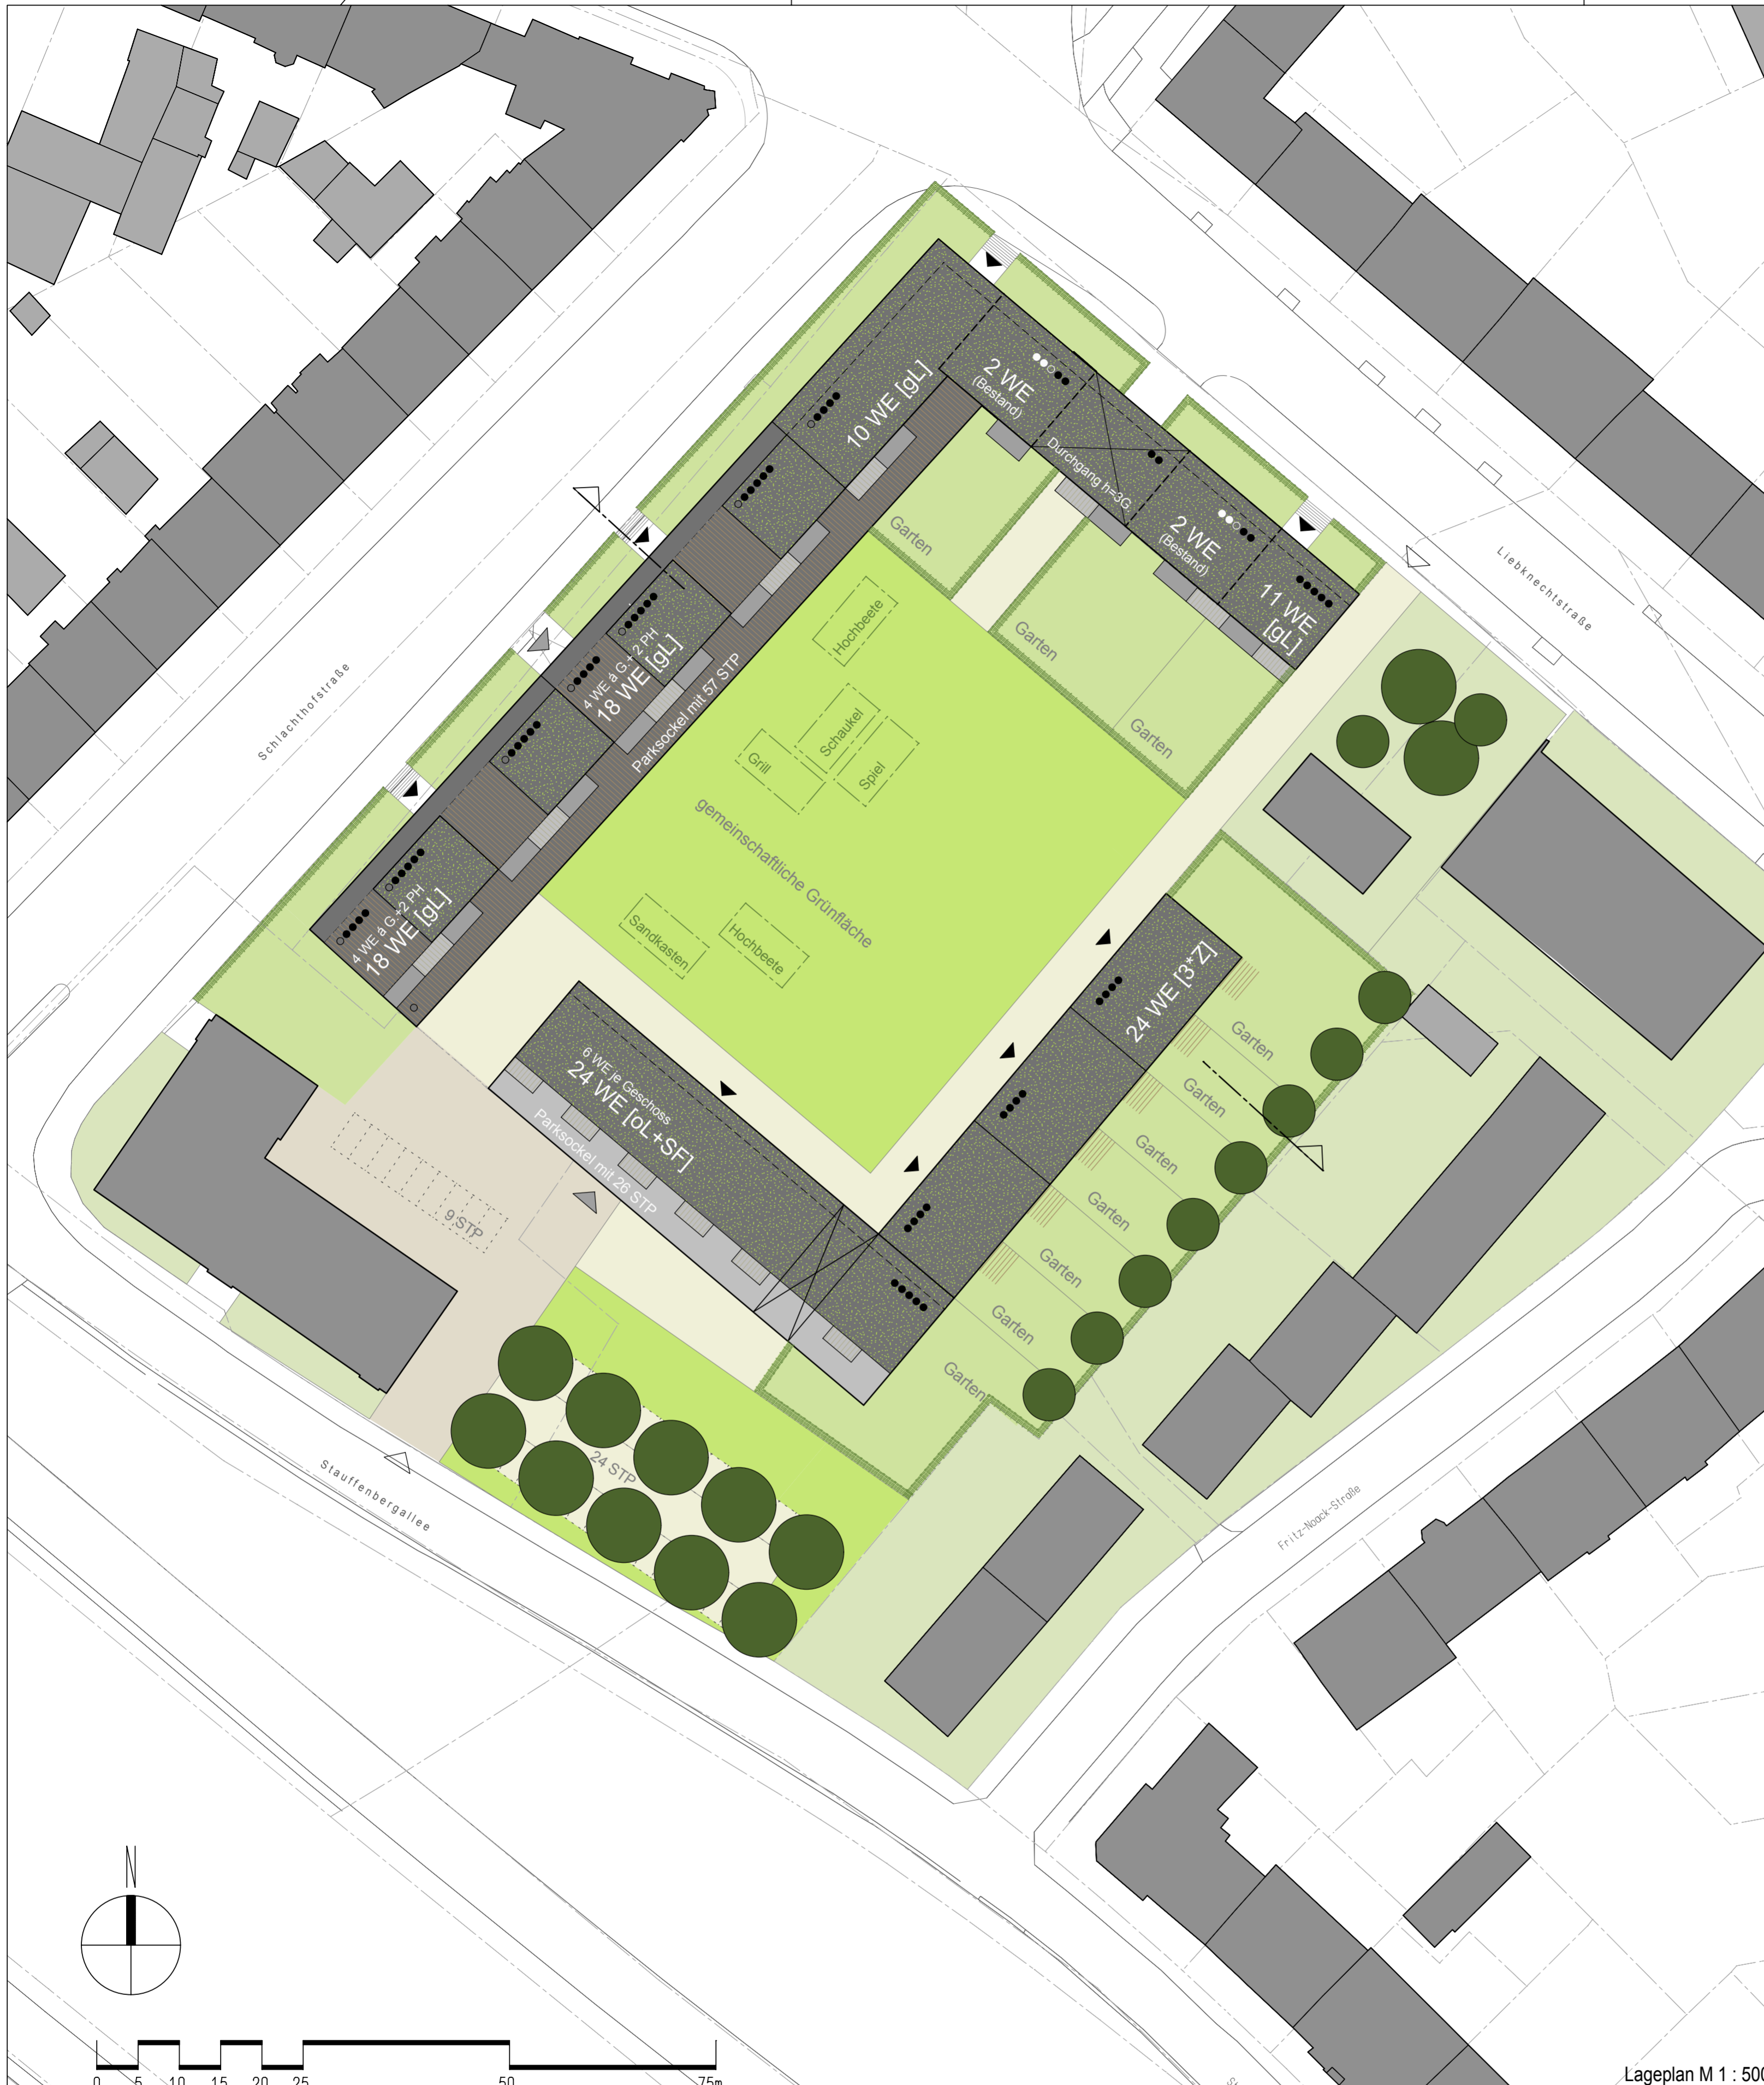 10 WE [gL]
2 WE
(Bestand)
Durchgang h=3G
2 WE
(Bestand)
11 WE
[gL]
Liebknechtstraße
Garten
Garten
Garten
Hochbeete
Schaukel
Spiel
Grill
gemeinschaftliche Grünfläche
Sandkasten
Hochbeete
4 WE á G.+ 2 PH
18 WE [gL]
Parksockel mit 57 STP
Schlachthofstraße
4 WE á G.+2 PH
18 WE [gL]
24 WE [3*Z]
6 WE je Geschoss
24 WE [oL+SF]
Parksockel mit 26 STP
9 STP
Garten
Garten
Garten
Garten
Garten
Garten
Garten
24 STP
Stauffenbergallee
Fritz-Noack-Straße
N
0 5 10 15 20 25 50 75m
Lageplan M 1 : 500